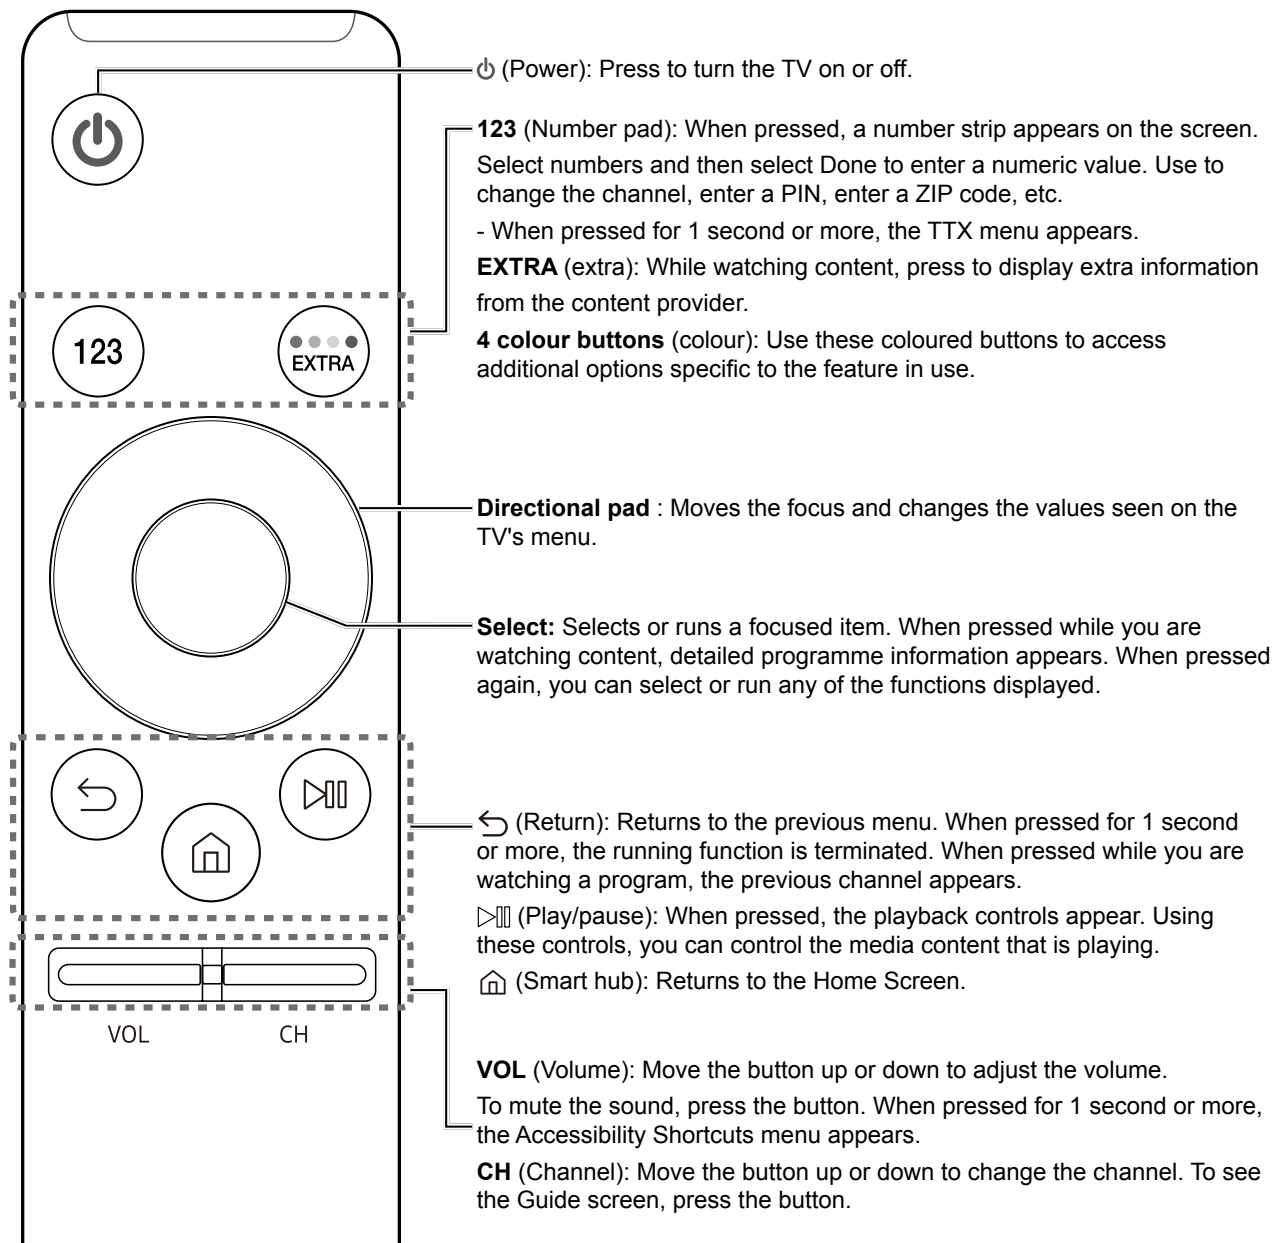 (Power): Press to turn the TV on or off.
123 (Number pad): When pressed, a number strip appears on the screen.
Select numbers and then select Done to enter a numeric value. Use to
change the channel, enter a PIN, enter a ZIP code, etc.
- When pressed for 1 second or more, the TTX menu appears.
EXTRA (extra): While watching content, press to display extra information
from the content provider.
4 colour buttons (colour): Use these coloured buttons to access
additional options specific to the feature in use.
123
EXTRA
Directional pad : Moves the focus and changes the values seen on the
TV's menu.
Select: Selects or runs a focused item. When pressed while you are
watching content, detailed programme information appears. When pressed
again, you can select or run any of the functions displayed.
(Return): Returns to the previous menu. When pressed for 1 second
or more, the running function is terminated. When pressed while you are
watching a program, the previous channel appears.
(Play/pause): When pressed, the playback controls appear. Using
these controls, you can control the media content that is playing.
(Smart hub): Returns to the Home Screen.
VOL
CH
VOL (Volume): Move the button up or down to adjust the volume.
To mute the sound, press the button. When pressed for 1 second or more,
the Accessibility Shortcuts menu appears.
CH (Channel): Move the button up or down to change the channel. To see
the Guide screen, press the button.